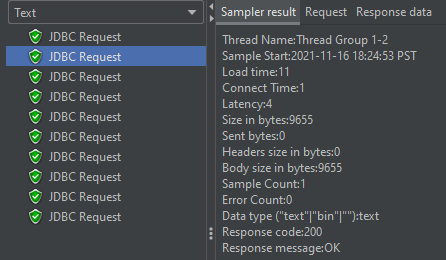 Text
JDBC Request
JDBC Request
JDBC Request
JDBC Request
JDBC Request
JDBC Request
JDBC Request
JDBC Request
JDBC Request
JDBC Request
Sampler result Request Response data
Thread Name:Thread Group 1-2
Sample Start:2021-11-16 18:24:53 PST
Load time:11
Connect Time:1
Latency:4
Size in bytes:9655
Sent bytes:0
Headers size in bytes:0
Body size in bytes:9655
Sample Count:1
Error Count:0
Data type ("text"|"bin"|""):text
Response code:200
Response message:OK